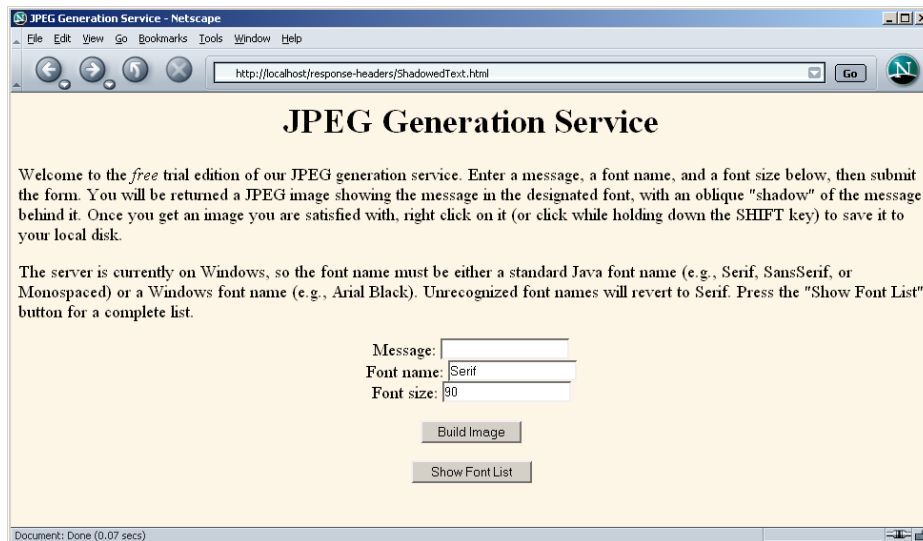 JPEG Generation Service - Netscape
File Edit View Go Bookmarks Tools Window Help
http://localhost/response-headers/ShadowedText.html Go N
JPEG Generation Service
Welcome to the free trial edition of our JPEG generation service. Enter a message, a font name, and a font size below, then submit
the form. You will be returned a JPEG image showing the message in the designated font, with an oblique "shadow" of the message
behind it. Once you get an image you are satisfied with, right click on it (or click while holding down the SHIFT key) to save it to
your local disk.
The server is currently on Windows, so the font name must be either a standard Java font name (e.g., Serif, SansSerif, or
Monospaced) or a Windows font name (e.g., Arial Black). Unrecognized font names will revert to Serif. Press the "Show Font List"
button for a complete list.
Message:
Font name: Serif
Font size: 90
Build Image
Show Font List
Document: Done (0.07 secs)